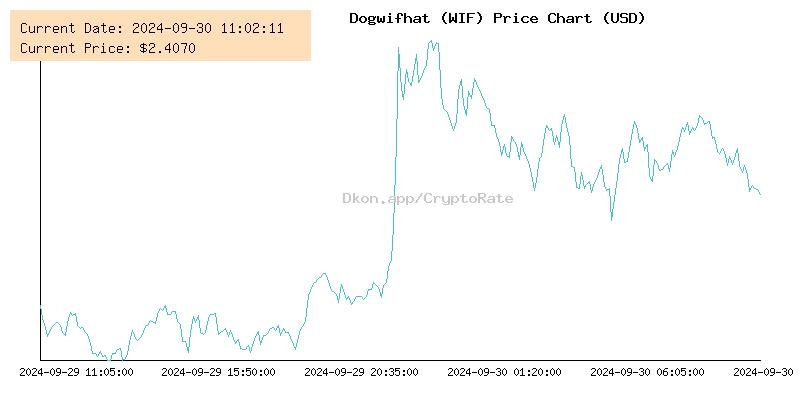 Dogwifhat (WIF) Price Chart (USD)
Current Date: 2024-09-30 11:02:11
Current Price: $2.4070
Dkon.app/CryptoRate
2024-09-29 11:05:00 2024-09-29 15:50:00 2024-09-29 20:35:00 2024-09-30 01:20:00 2024-09-30 06:05:00 2024-09-30